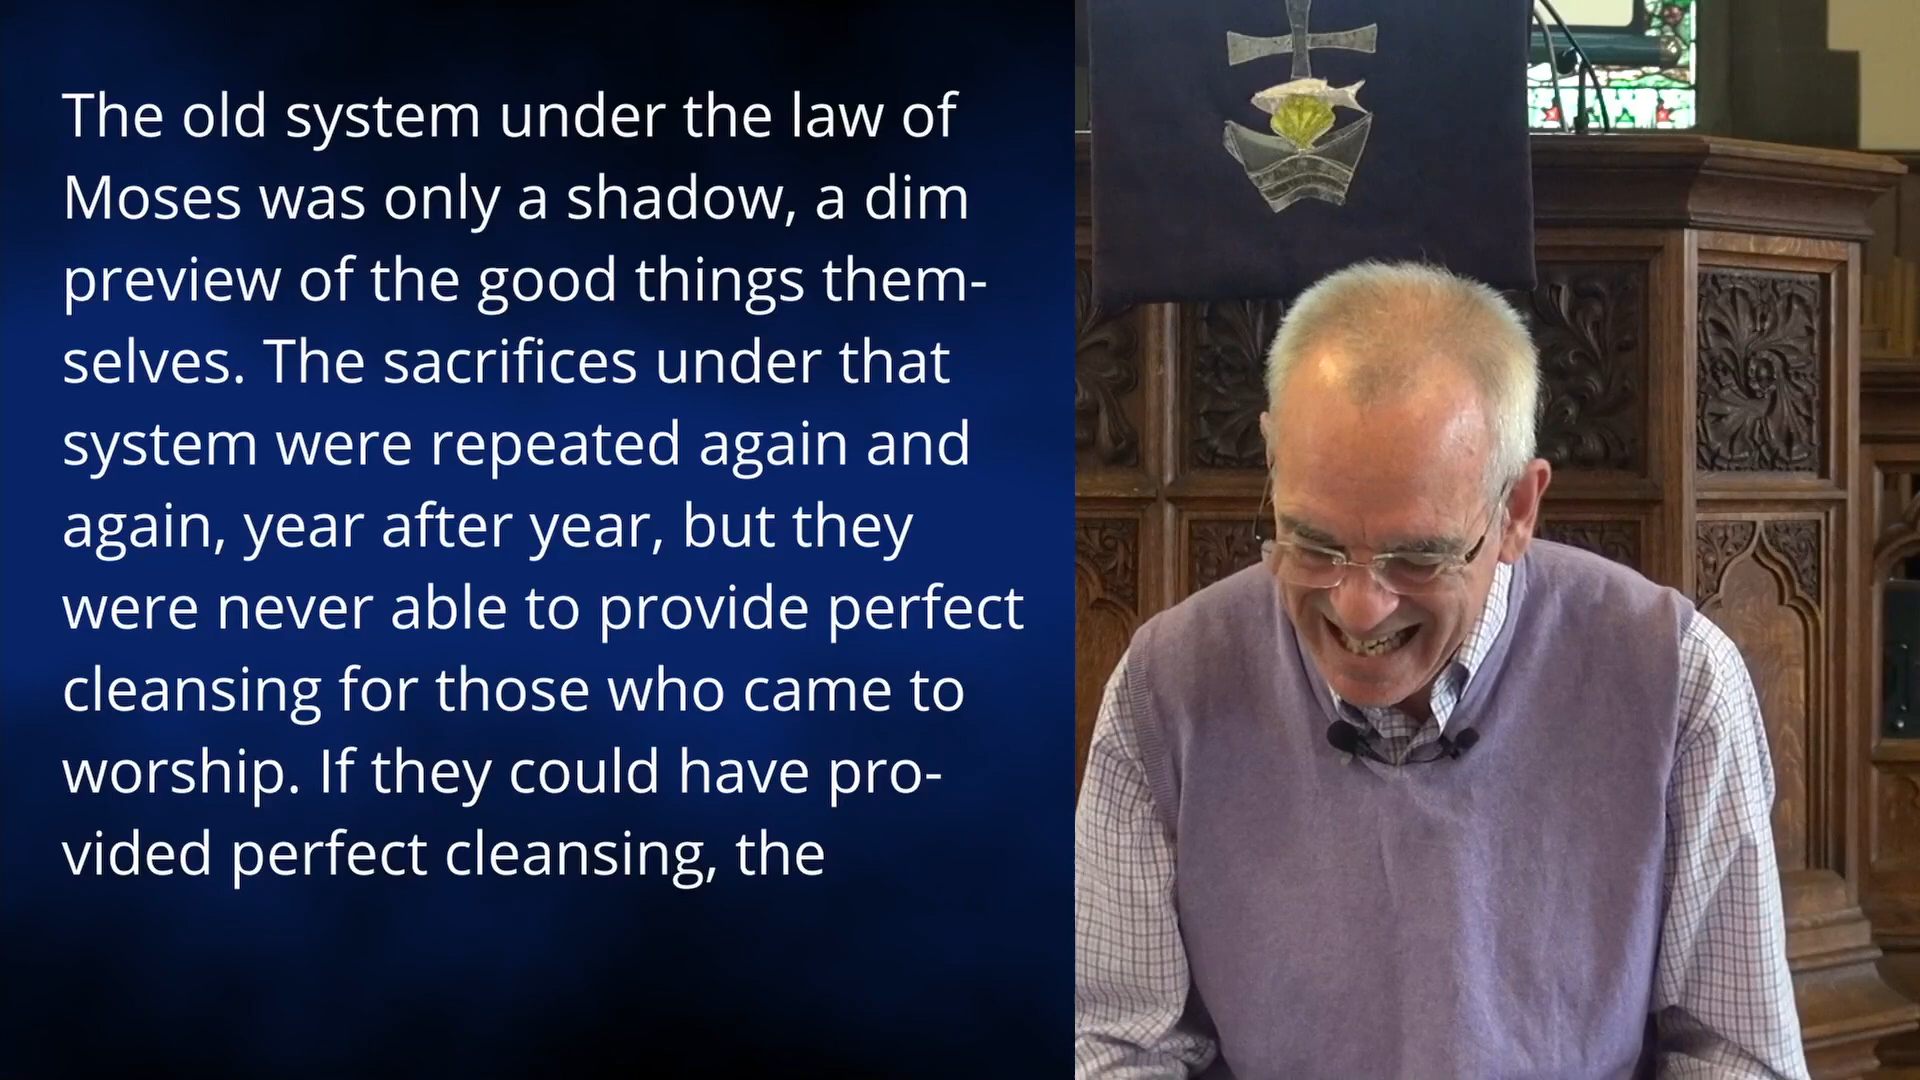 The old system under the law of
Moses was only a shadow, a dim
preview of the good things them-
selves. The sacrifices under that
system were repeated again and
again, year after year, but they
were never able to provide perfect
cleansing for those who came to
worship. If they could have pro-
vided perfect cleansing, the